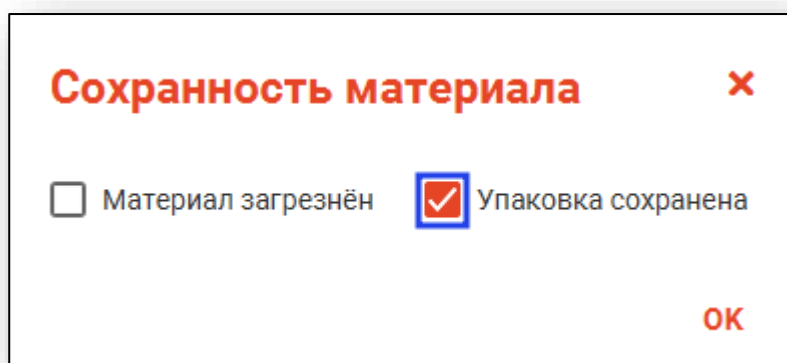 Сохранность материала
Материал загрезнён Упаковка сохранена
ОК